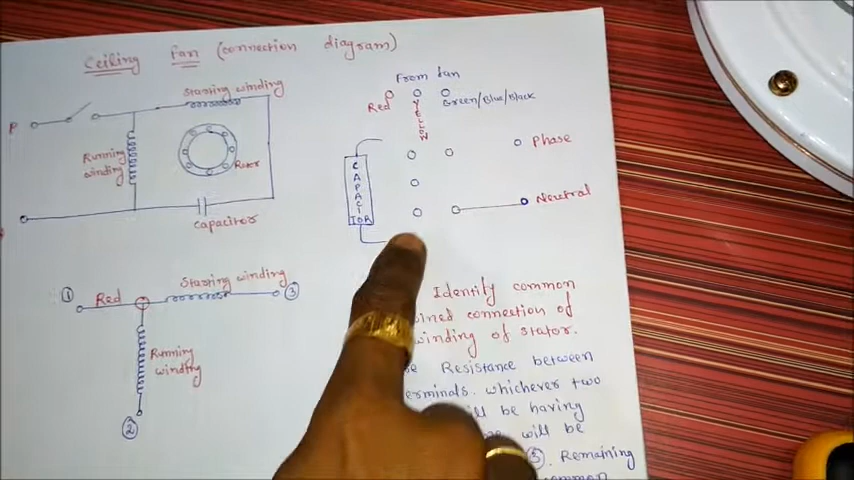 Ceiling fan (connection diagram)
Starting winding
P
Running
winding
Rotor
Capacitor
From fan
Red
YELLOW
Green/Blue/Black
CAPACITOR
Phase
Neutral
① Red Starting winding ③
Running
winding
②
Identify common
connection of
winding of stator.
Resistance between
terminals. whichever two
will be having
will be
③ Remaining
common